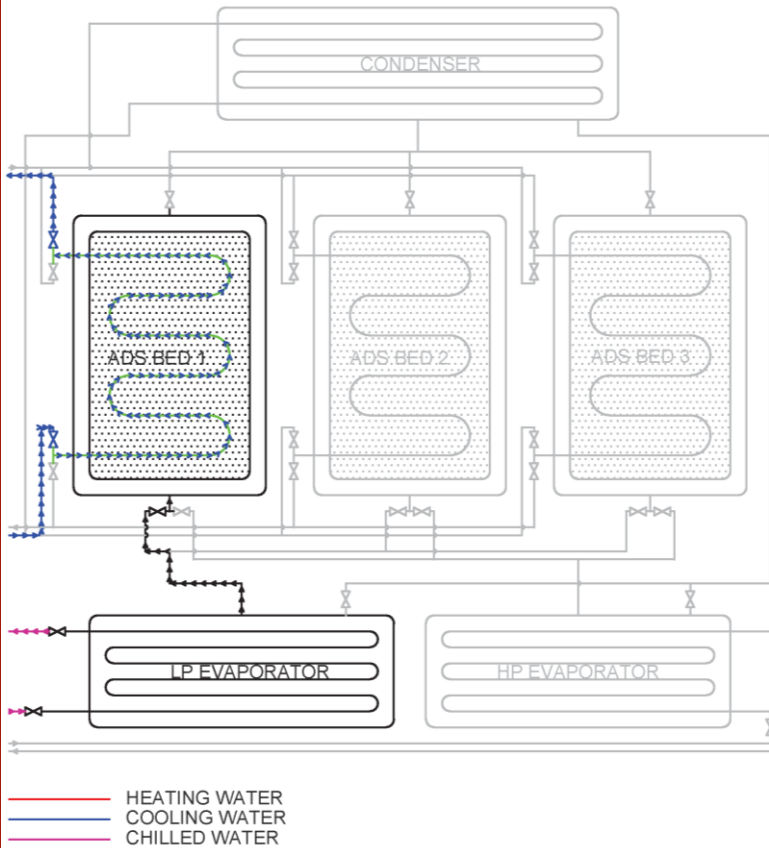 CONDENSER
ADS BED 1
ADS BED 2
ADS BED 3
LP EVAPORATOR
HP EVAPORATOR
HEATING WATER
COOLING WATER
CHILLED WATER